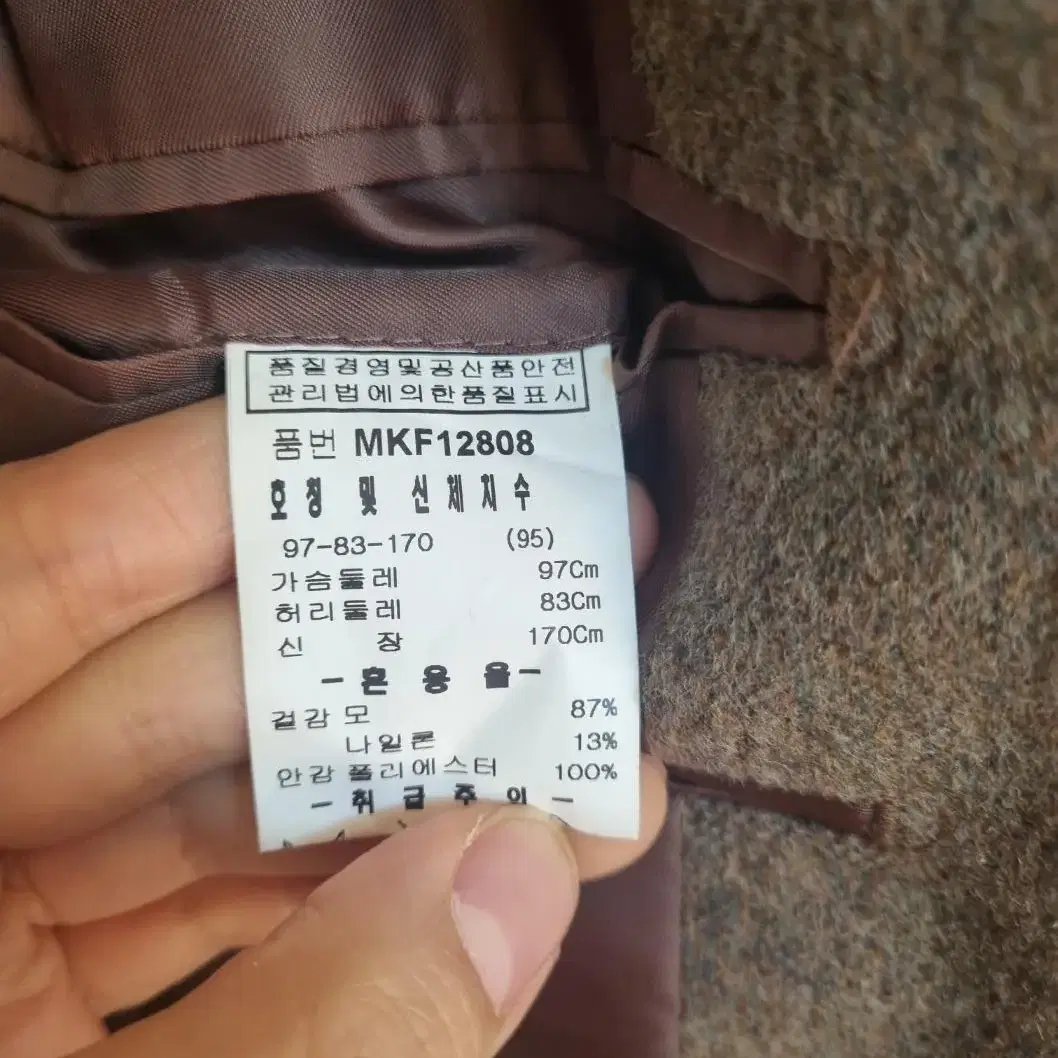 품질경영및공산품안전
관리법에의한품질표시
품번 MKF12808
호칭 및 신체치수
97-83-170 (95)
가슴둘레 97Cm
허리둘레 83Cm
신 장 170Cm
- 혼 용 율 -
겉감 모 87%
나일론 13%
안감 폴리에스터 100%
- 취 급 주 의 -